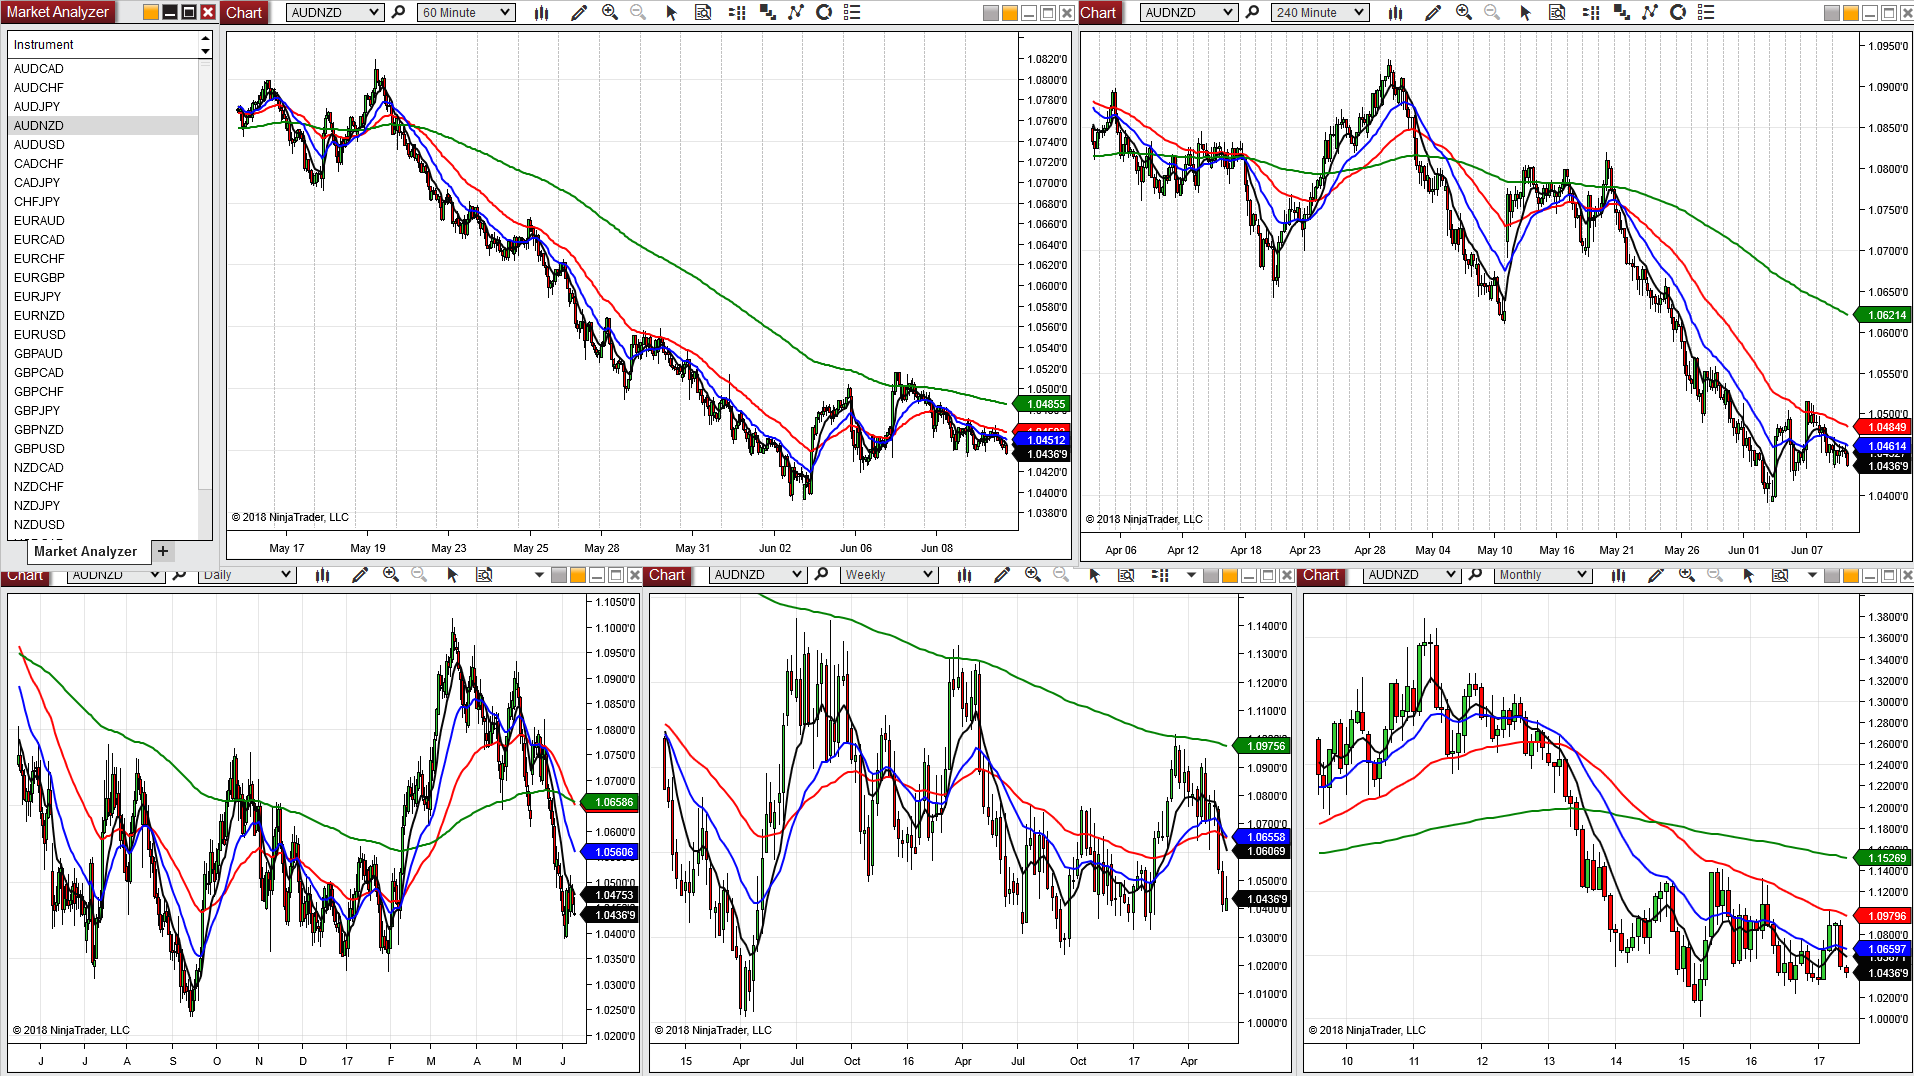 Market Analyzer
Instrument
AUDCAD
AUDCHF
AUDJPY
AUDNZD
AUDUSD
CADCHF
CADJPY
CHFJPY
EURAUD
EURCAD
EURCHF
EURGBP
EURJPY
EURNZD
EURUSD
GBPAUD
GBPCAD
GBPCHF
GBPJPY
GBPNZD
GBPUSD
NZDCAD
NZDCHF
NZDJPY
NZDUSD
Market Analyzer +
Chart AUDNZD 60 Minute
1.0820'0
1.0800'0
1.0780'0
1.0760'0
1.0740'0
1.0720'0
1.0700'0
1.0680'0
1.0660'0
1.0640'0
1.0620'0
1.0600'0
1.0580'0
1.0560'0
1.0540'0
1.0520'0
1.0500'0
1.04855
1.04512
1.0436'9
1.0420'0
1.0400'0
1.0380'0
© 2018 NinjaTrader, LLC
May 17 May 19 May 23 May 25 May 28 May 31 Jun 02 Jun 06 Jun 08
Chart AUDNZD 240 Minute
1.0950'0
1.0900'0
1.0850'0
1.0800'0
1.0750'0
1.0700'0
1.0650'0
1.06214
1.0600'0
1.0550'0
1.0500'0
1.04849
1.04614
1.0436'9
1.0400'0
© 2018 NinjaTrader, LLC
Apr 06 Apr 12 Apr 18 Apr 23 Apr 28 May 04 May 10 May 16 May 21 May 26 Jun 01 Jun 07
Chart AUDNZD Daily
1.1050'0
1.1000'0
1.0950'0
1.0900'0
1.0850'0
1.0800'0
1.0750'0
1.0700'0
1.06586
1.0600'0
1.05606
1.0500'0
1.04753
1.0436'9
1.0400'0
1.0350'0
1.0300'0
1.0250'0
1.0200'0
© 2018 NinjaTrader, LLC
J J A S O N D 17 F M A M J
Chart AUDNZD Weekly
1.1400'0
1.1300'0
1.1200'0
1.1100'0
1.09756
1.0900'0
1.0800'0
1.0700'0
1.06558
1.06069
1.0500'0
1.0436'9
1.0400'0
1.0300'0
1.0200'0
1.0100'0
1.0000'0
© 2018 NinjaTrader, LLC
15 Apr Jul Oct 16 Apr Jul Oct 17 Apr
Chart AUDNZD Monthly
1.3800'0
1.3600'0
1.3400'0
1.3200'0
1.3000'0
1.2800'0
1.2600'0
1.2400'0
1.2200'0
1.2000'0
1.1800'0
1.1600'0
1.15269
1.1400'0
1.1200'0
1.09796
1.0800'0
1.06597
1.0436'9
1.0200'0
1.0000'0
© 2018 NinjaTrader, LLC
10 11 12 13 14 15 16 17